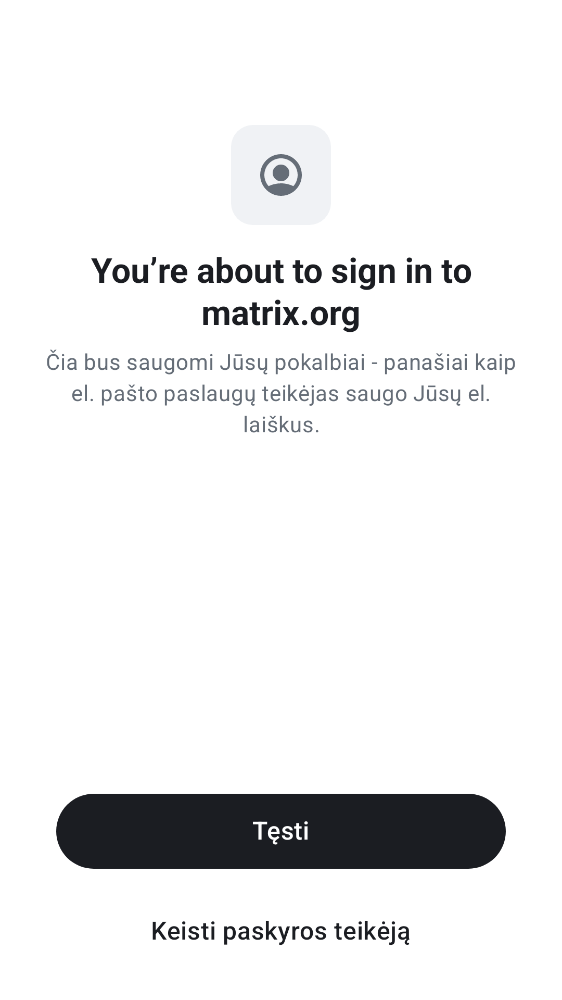 You’re about to sign in to
matrix.org
Čia bus saugomi Jūsų pokalbiai - panašiai kaip
el. pašto paslaugų teikėjas saugo Jūsų el.
laiškus.
Tęsti
Keisti paskyros teikėją